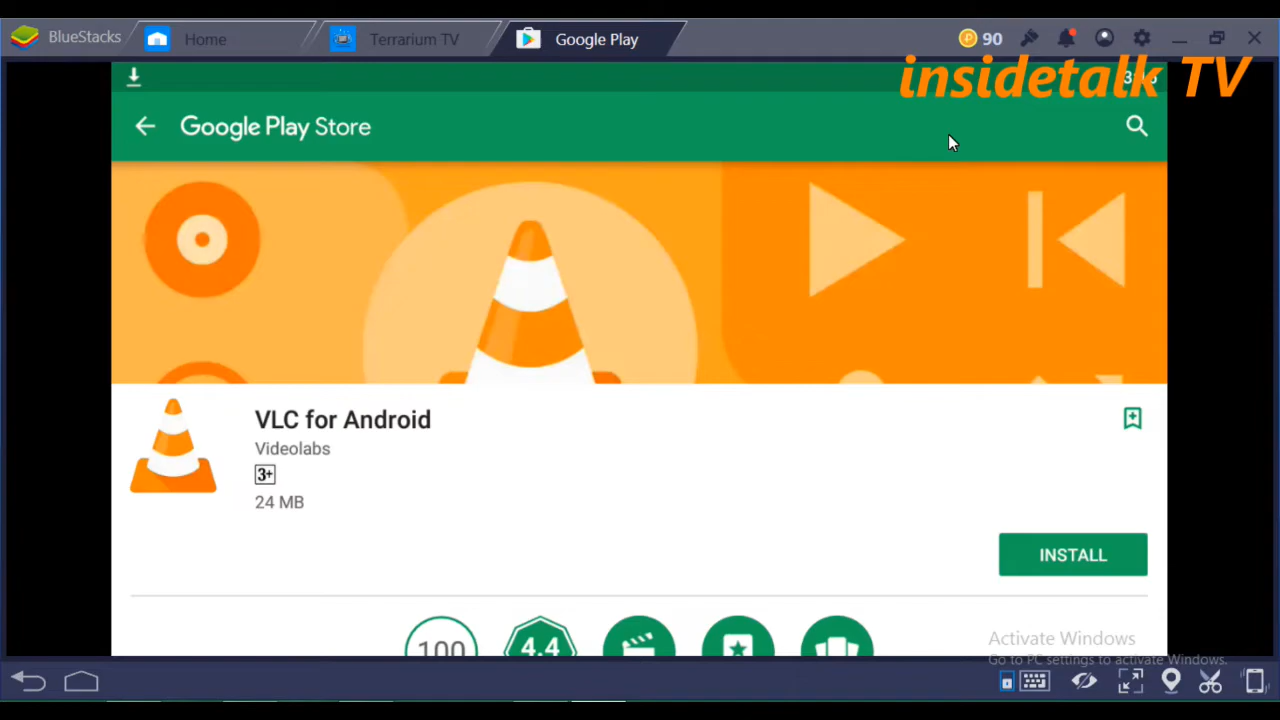 BlueStacks
Home
Terrarium TV
Google Play
90
insidetalk TV
Google Play Store
VLC for Android
Videolabs
3+
24 MB
INSTALL
100
4.4
Activate Windows
Go to PC settings to activate Windows.